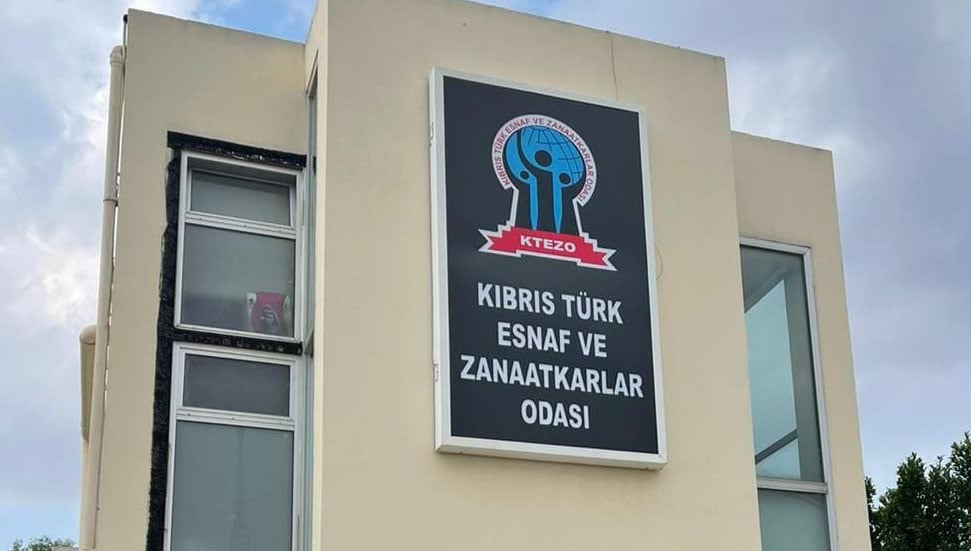 KIBRIS TÜRK ESNAF VE ZANAATKARLAR ODASI
KTEZO
KIBRIS TÜRK
ESNAF VE
ZANAATKARLAR
ODASI